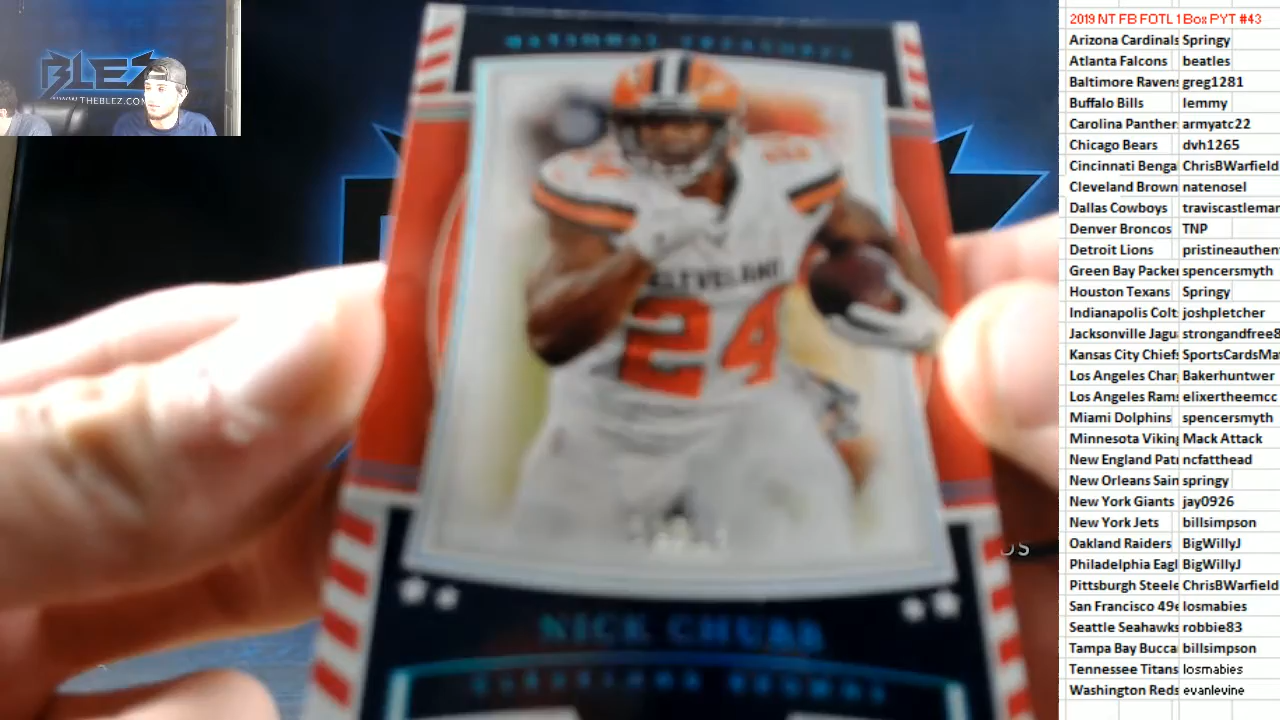 BLEZ
WWW.THEBLEZ.COM
NATIONAL TREASURES
CLEVELAND
24
NICK CHUBB
CLEVELAND BROWNS
2019 NT FB FOTL 1Box PYT #43
Arizona Cardinals Springy
Atlanta Falcons beatles
Baltimore Ravens greg1281
Buffalo Bills lemmy
Carolina Panther armyatc22
Chicago Bears dvh1265
Cincinnati Benga ChrisBWarfield
Cleveland Brown natenosel
Dallas Cowboys traviscastleman
Denver Broncos TNP
Detroit Lions pristineauthen
Green Bay Packe spencersmyth
Houston Texans Springy
Indianapolis Colt joshpletcher
Jacksonville Jagu strongandfree8
Kansas City Chief SportsCardsMa
Los Angeles Char Bakerhuntwer
Los Angeles Rams elixertheemcc
Miami Dolphins spencersmyth
Minnesota Viking Mack Attack
New England Pat ncfatthead
New Orleans Sain springy
New York Giants jay0926
New York Jets billsimpson
Oakland Raiders BigWillyJ
Philadelphia Eagl BigWillyJ
Pittsburgh Steele ChrisBWarfield
San Francisco 49e losmabies
Seattle Seahawks robbie83
Tampa Bay Bucca billsimpson
Tennessee Titans losmabies
Washington Reds evanlevine